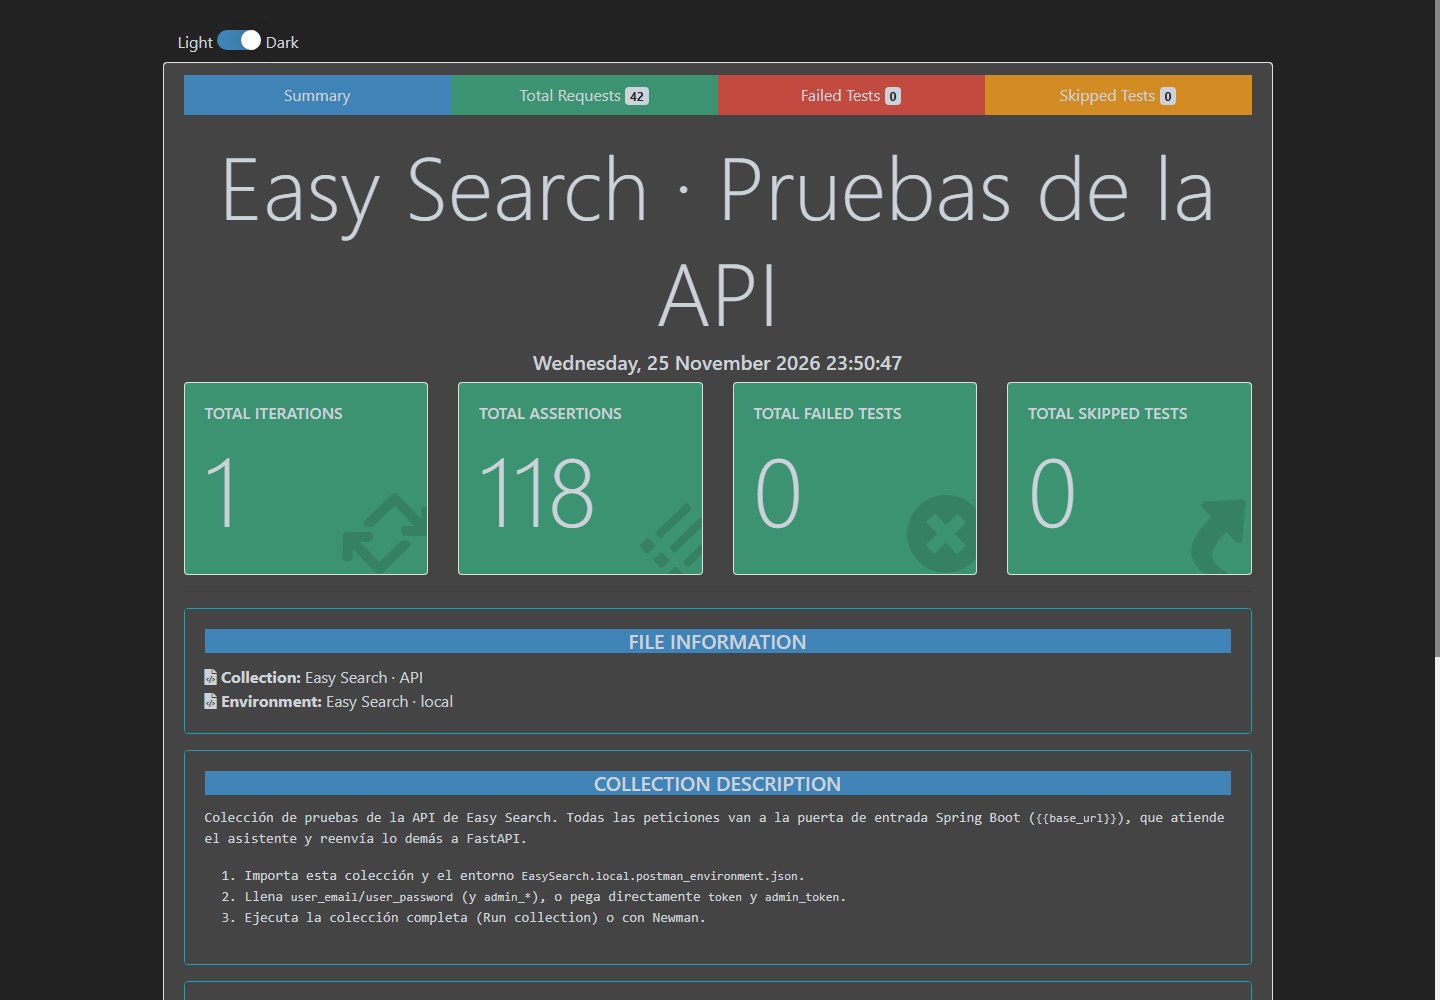 Light Dark
Summary
Total Requests 42
Failed Tests 0
Skipped Tests 0
Easy Search · Pruebas de la
API
Wednesday, 25 November 2026 23:50:47
TOTAL ITERATIONS
1
TOTAL ASSERTIONS
118
TOTAL FAILED TESTS
0
TOTAL SKIPPED TESTS
0
FILE INFORMATION
Collection: Easy Search · API
Environment: Easy Search · local
COLLECTION DESCRIPTION
Colección de pruebas de la API de Easy Search. Todas las peticiones van a la puerta de entrada Spring Boot ({{base_url}}), que atiende
el asistente y reenvía lo demás a FastAPI.
1. Importa esta colección y el entorno EasySearch.local.postman_environment.json.
2. Llena user_email/user_password (y admin_*), o pega directamente token y admin_token.
3. Ejecuta la colección completa (Run collection) o con Newman.